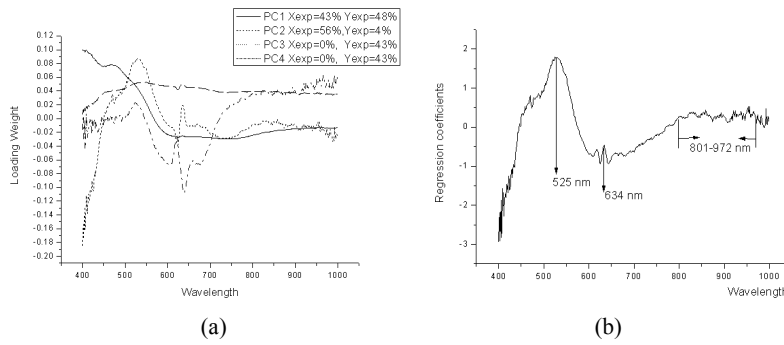 PC1 Xexp=43% Yexp=48%
PC2 Xexp=56%,Yexp=4%
PC3 Xexp=0%, Yexp=43%
PC4 Xexp=0%, Yexp=43%
Loading Weight
0.12
0.10
0.08
0.06
0.04
0.02
0.00
-0.02
-0.04
-0.06
-0.08
-0.10
-0.12
-0.14
-0.16
-0.18
-0.20
400 500 600 700 800 900 1000
Wavelength
(a)
Regression coefficients
2
1
0
-1
-2
-3
801-972 nm
525 nm
634 nm
400 500 600 700 800 900 1000
Wavelength
(b)